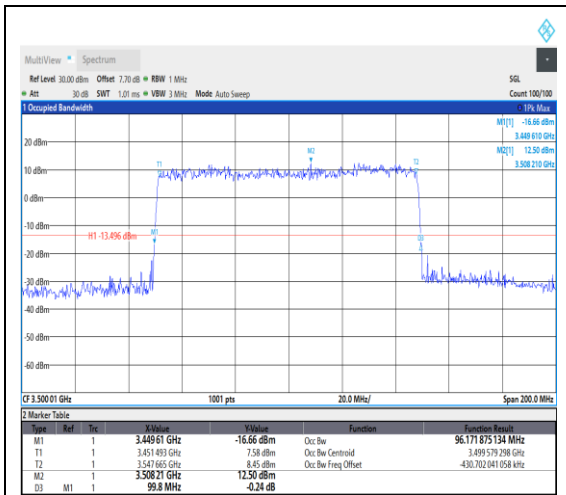 MultiView Spectrum
Ref Level 30.00 dBm Offset 7.70 dB RBW 1 MHz SGL
Att 30 dB SWT 1.01 ms VBW 3 MHz Mode Auto Sweep Count 100/100
1 Occupied Bandwidth 1Pk Max
M1[1] -16.66 dBm
3.449 610 GHz
M2[1] 12.50 dBm
3.508 210 GHz
20 dBm
M2
T1
T2
10 dBm
0 dBm
-10 dBm
H1 -13.496 dBm
M1
D3
-20 dBm
-30 dBm
-40 dBm
-50 dBm
-60 dBm
CF 3.500 01 GHz 1001 pts 20.0 MHz/ Span 200.0 MHz
2 Marker Table
Type Ref Trc X-Value Y-Value Function Function Result
M1 1 3.449 61 GHz -16.66 dBm Occ Bw 96.171 875 134 MHz
T1 1 3.451 493 GHz 7.58 dBm Occ Bw Centroid 3.499 579 298 GHz
T2 1 3.547 665 GHz 8.45 dBm Occ Bw Freq Offset -430.702 041 058 kHz
M2 1 3.508 21 GHz 12.50 dBm
D3 M1 1 99.8 MHz -0.24 dB